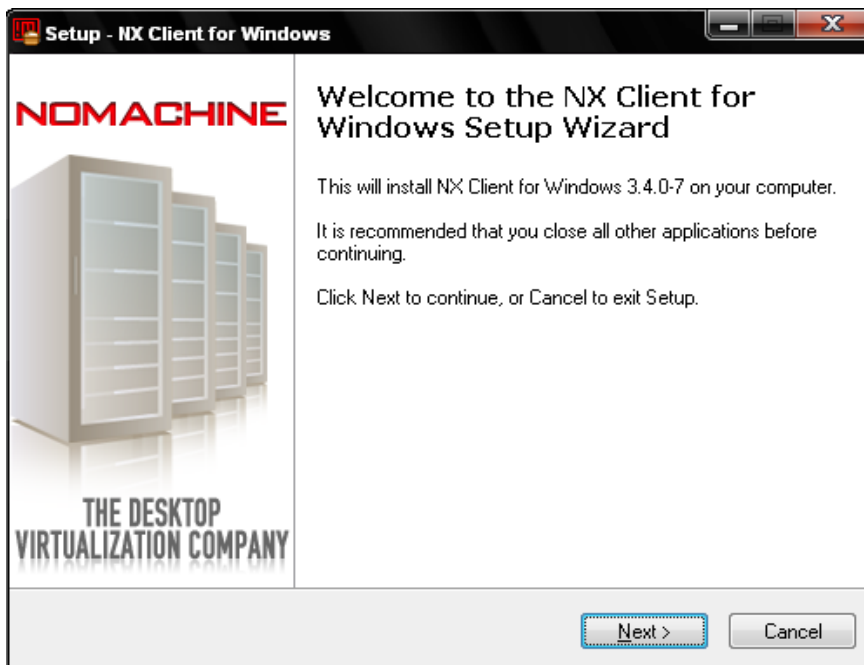 Setup - NX Client for Windows
NOMACHINE
THE DESKTOP
VIRTUALIZATION COMPANY
Welcome to the NX Client for
Windows Setup Wizard
This will install NX Client for Windows 3.4.0-7 on your computer.
It is recommended that you close all other applications before
continuing.
Click Next to continue, or Cancel to exit Setup.
Next >
Cancel